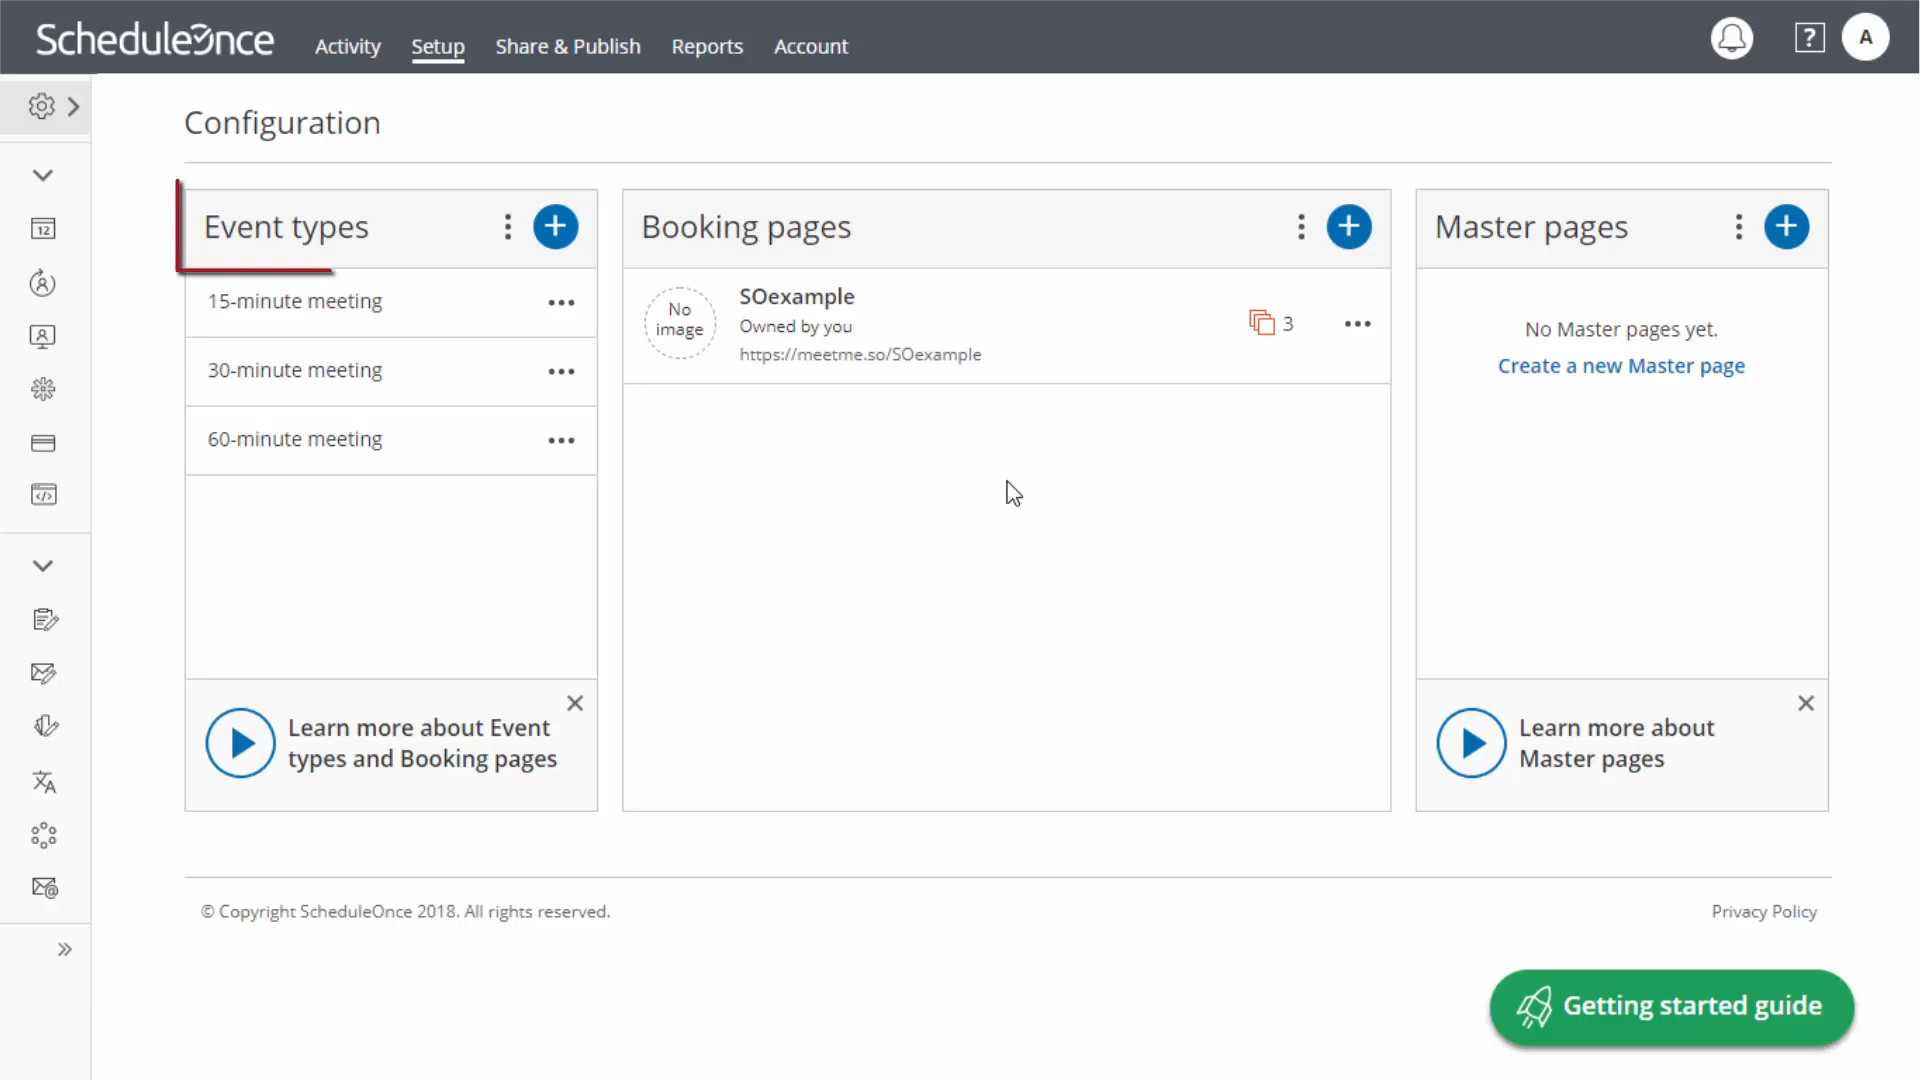 ScheduleOnce
Activity
Setup
Share & Publish
Reports
Account
?
A
Configuration
Event types
15-minute meeting
30-minute meeting
60-minute meeting
Learn more about Event
types and Booking pages
Booking pages
No
image
SOexample
Owned by you
https://meetme.so/SOexample
3
Master pages
No Master pages yet.
Create a new Master page
Learn more about
Master pages
12
© Copyright ScheduleOnce 2018. All rights reserved.
Privacy Policy
Getting started guide